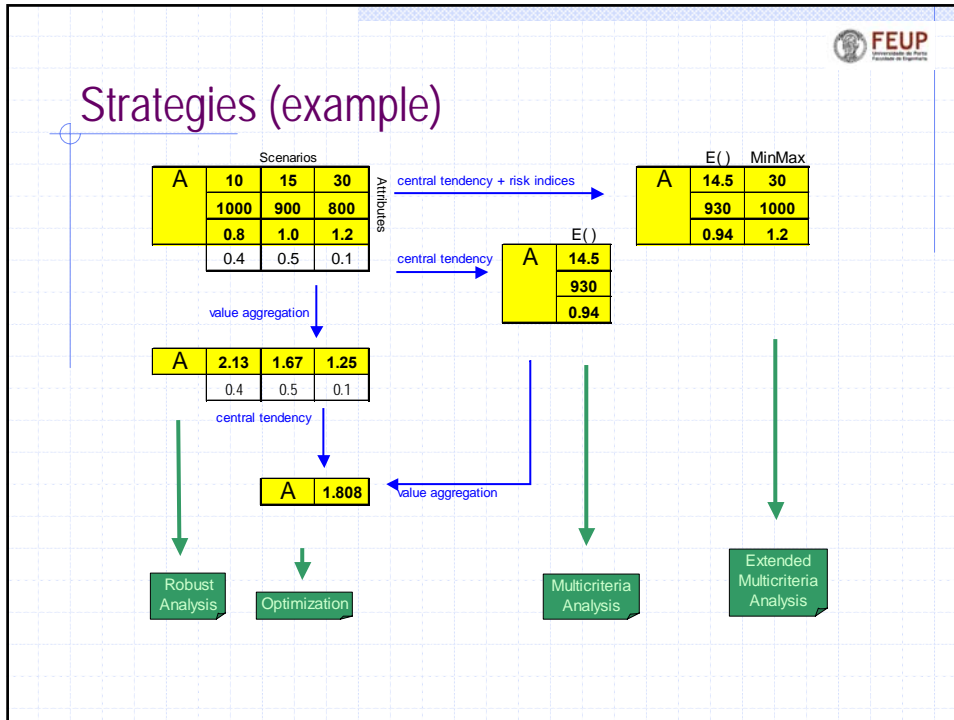 FEUP
Universidade do Porto
Faculdade de Engenharia
Strategies (example)
Scenarios
A 10 15 30
1000 900 800
0.8 1.0 1.2
0.4 0.5 0.1
Attributes
central tendency + risk indices
E( ) MinMax
A 14.5 30
930 1000
0.94 1.2
central tendency
E( )
A 14.5
930
0.94
value aggregation
A 2.13 1.67 1.25
0.4 0.5 0.1
central tendency
A 1.808
value aggregation
Robust
Analysis
Optimization
Multicriteria
Analysis
Extended
Multicriteria
Analysis